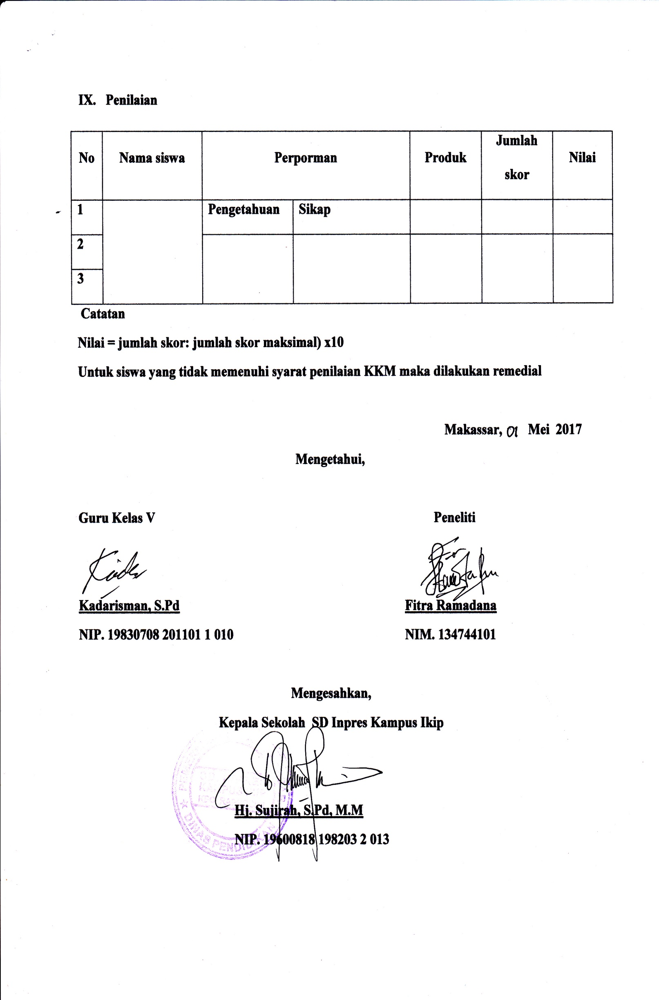 IX. Penilaian
No Nama siswa Perporman Produk Jumlah skor Nilai
1 Pengetahuan Sikap
2
3
Catatan
Nilai = jumlah skor: jumlah skor maksimal) x10
Untuk siswa yang tidak memenuhi syarat penilaian KKM maka dilakukan remedial
Makassar, 01 Mei 2017
Mengetahui,
Guru Kelas V Peneliti
Kadarisman, S.Pd Fitra Ramadana
NIP. 19830708 201101 1 010 NIM. 134744101
Mengesahkan,
Kepala Sekolah SD Inpres Kampus Ikip
Hj. Sujirah, S.Pd, M.M
NIP. 19600818 198203 2 013
DINAS PENDIDIKAN